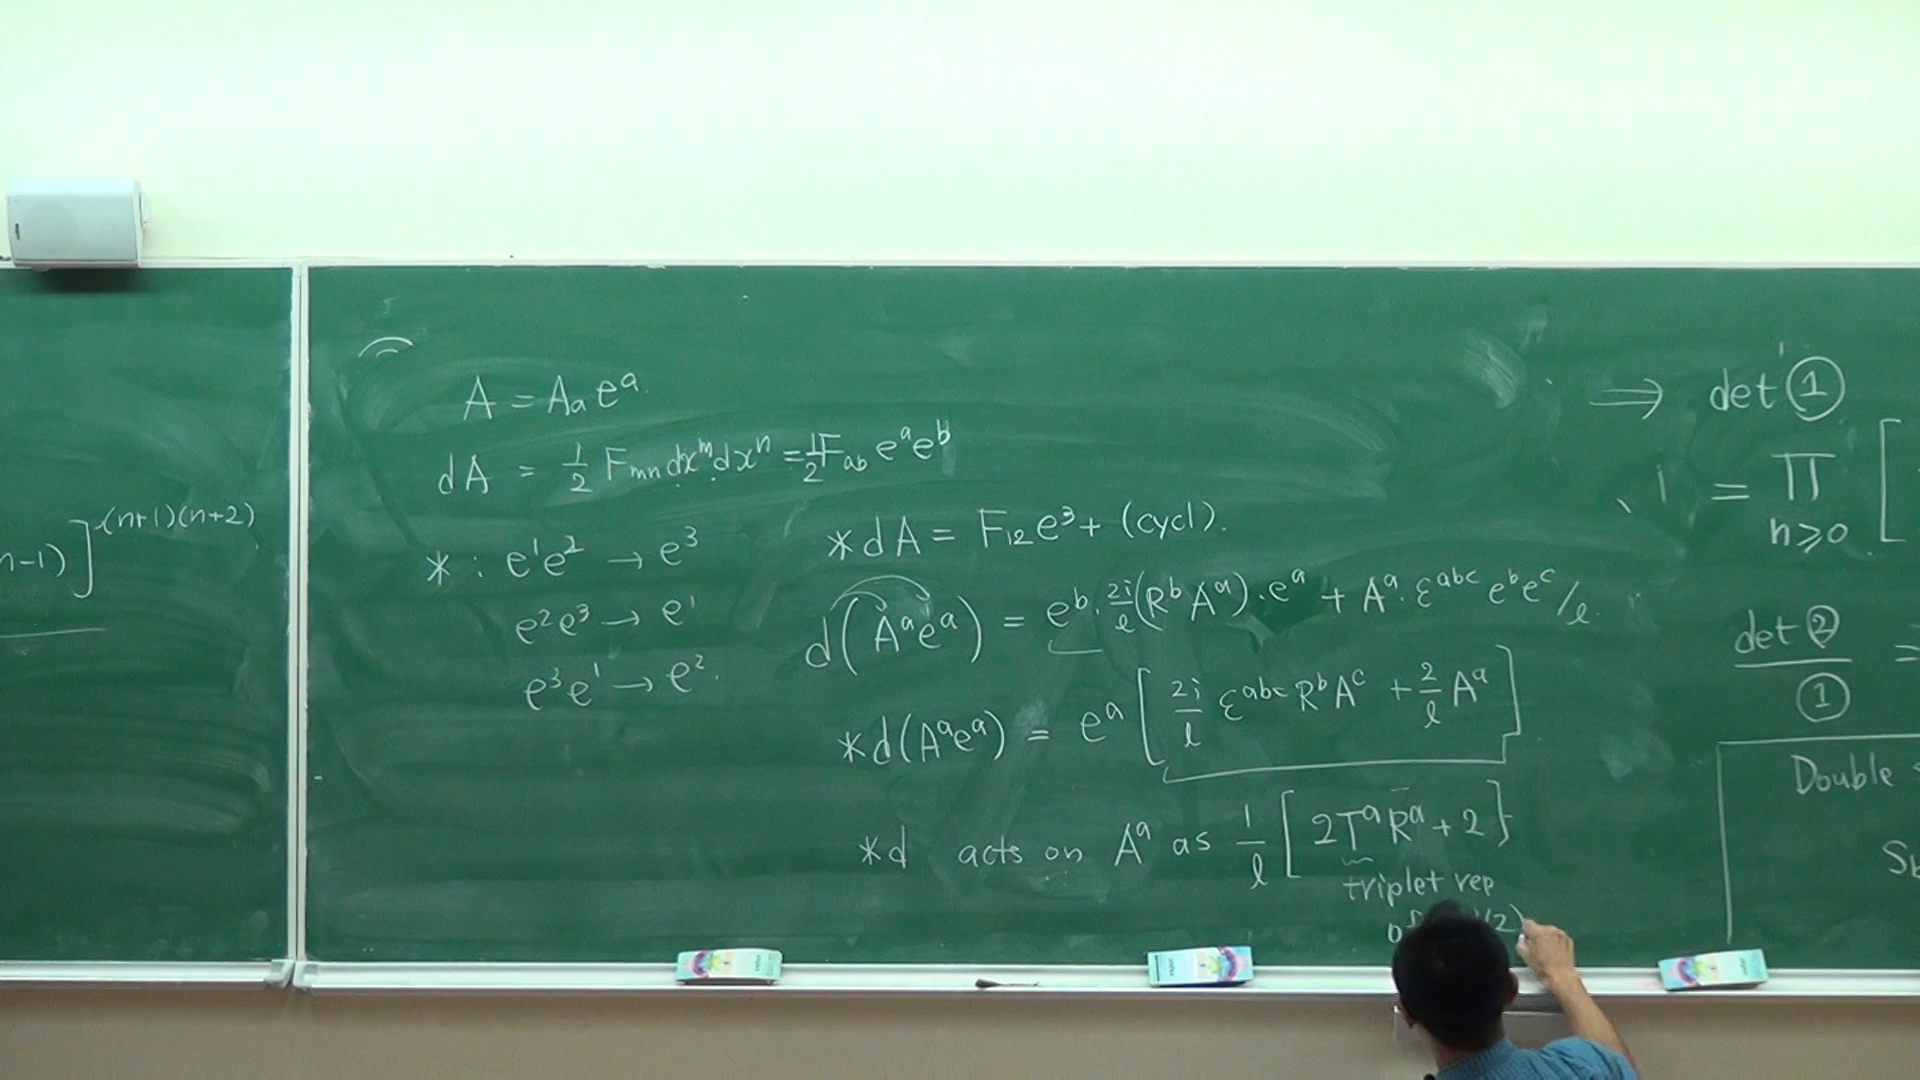 n-1)]^{-(n+1)(n+2)}
A = A_a e^a.
dA = 1/2 F_{mn} dx^m dx^n = 1/2 F_{ab} e^a e^b
* : e^1 e^2 → e^3
e^2 e^3 → e^1
e^3 e^1 → e^2.
*dA = F_{12} e^3 + (cycl).
d(A^a e^a) = e^b · 2i/ℓ (R^b A^a) · e^a + A^a · ε^{abc} e^b e^c / ℓ.
*d(A^a e^a) = e^a [ 2i/ℓ ε^{abc} R^b A^c + 2/ℓ A^a ].
*d acts on A^a as 1/ℓ [ 2T^a R^a + 2 ]
triplet rep
⇒ det' ①
= Π_{n≥0} [
det ② / ① =
Double